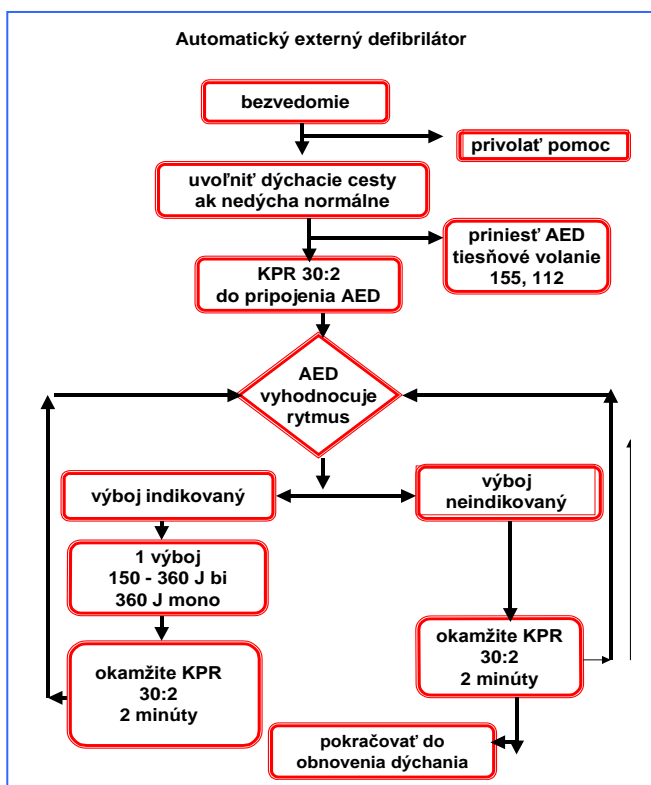 Automatický externý defibrilátor
bezvedomie
privolať pomoc
uvoľniť dýchacie cesty
ak nedýcha normálne
priniesť AED
tiesňové volanie
155, 112
KPR 30:2
do pripojenia AED
AED
vyhodnocuje
rytmus
výboj indikovaný
výboj
neindikovaný
1 výboj
150 - 360 J bi
360 J mono
okamžite KPR
30:2
2 minúty
okamžite KPR
30:2
2 minúty
pokračovať do
obnovenia dýchania